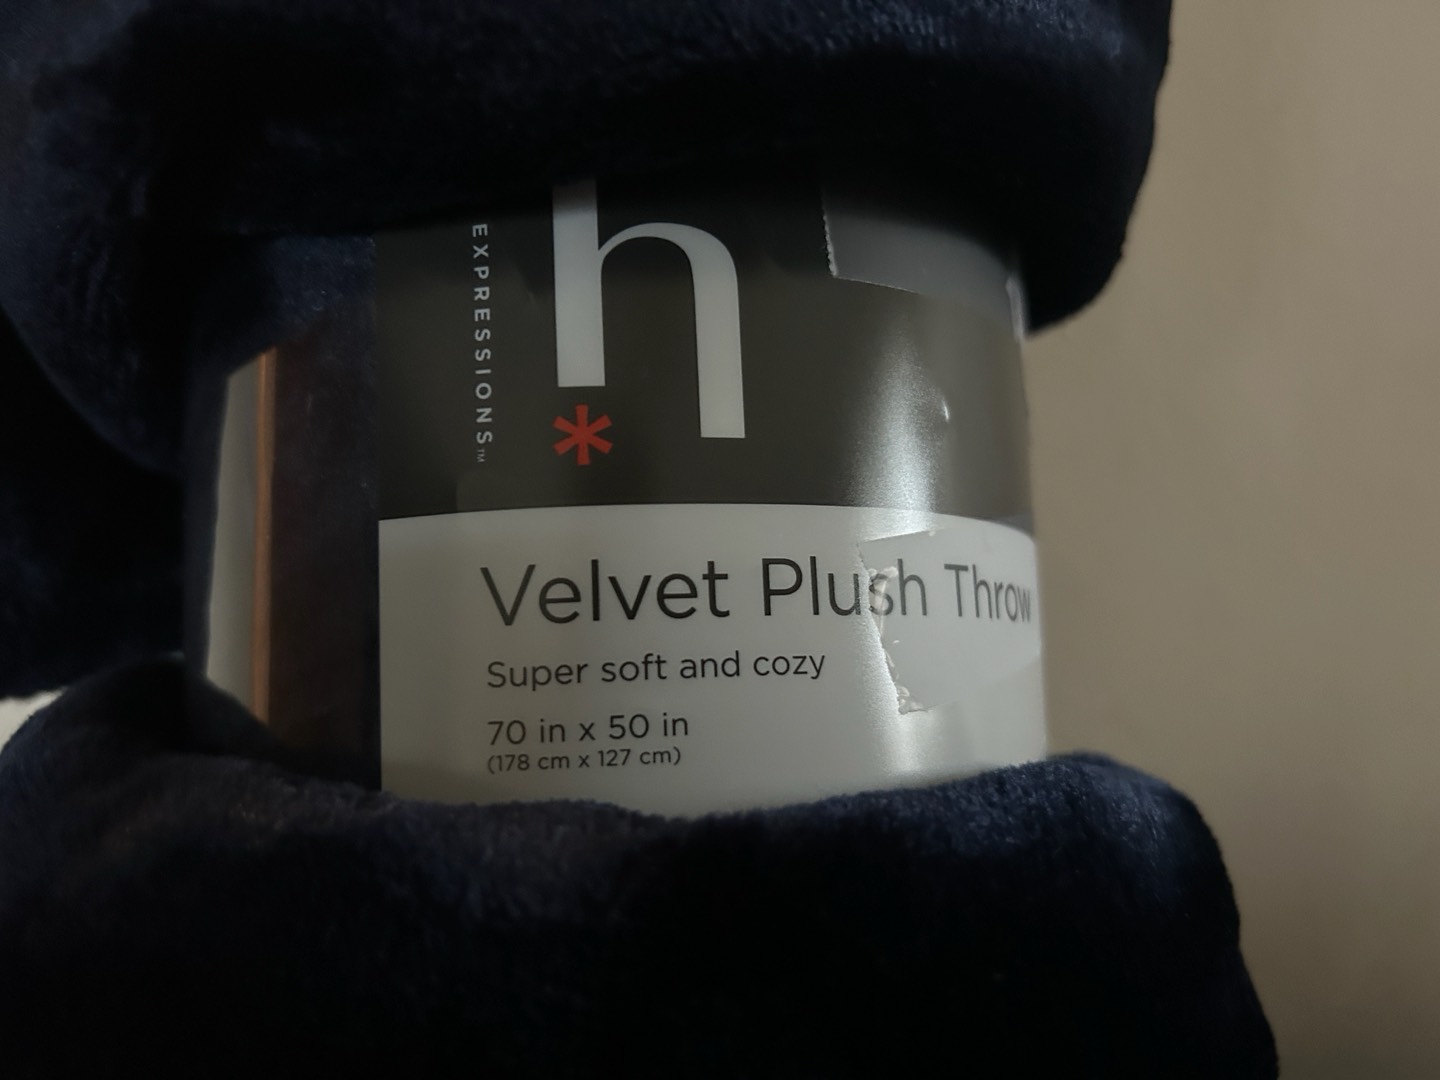 EXPRESSIONS™
h*
Velvet Plush Throw
Super soft and cozy
70 in x 50 in
(178 cm x 127 cm)